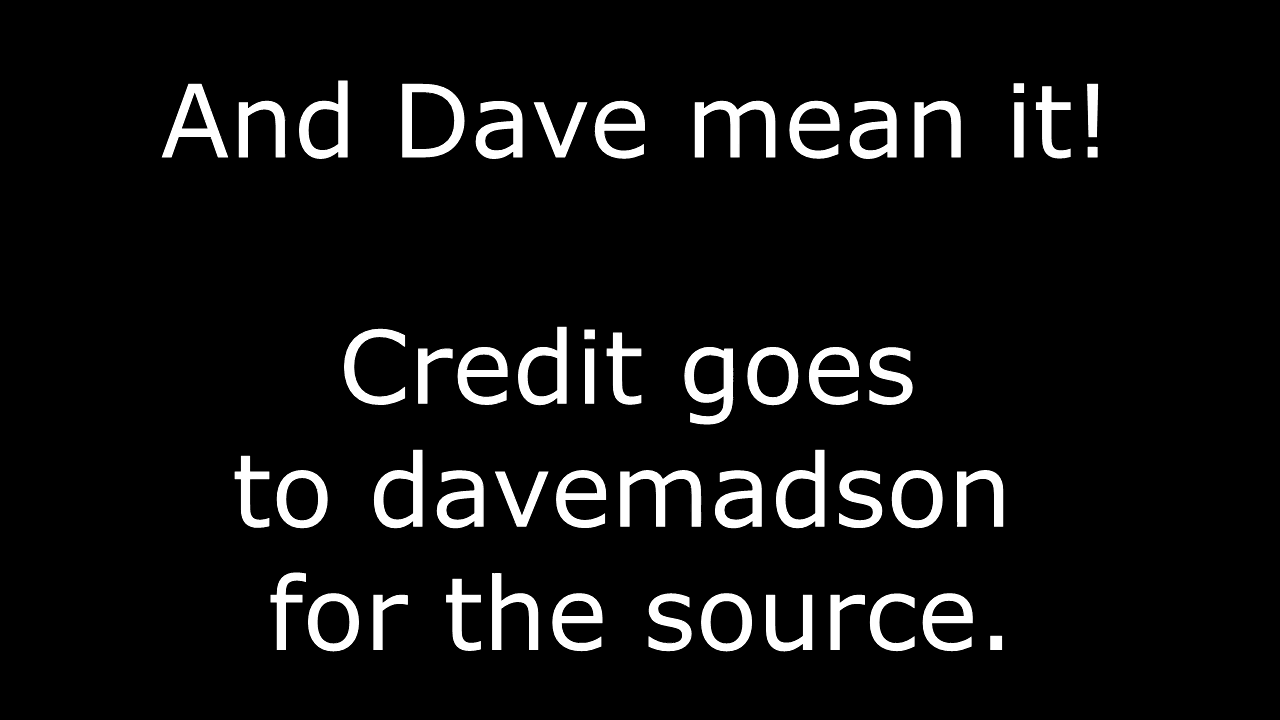 And Dave mean it!
Credit goes
to davemadson
for the source.